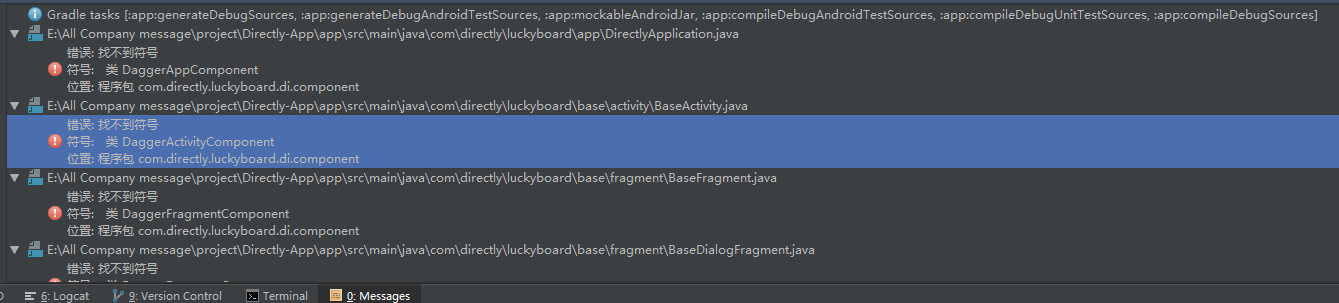 Gradle tasks [:app:generateDebugSources, :app:generateDebugAndroidTestSources, :app:mockableAndroidJar, :app:compileDebugAndroidTestSources, :app:compileDebugUnitTestSources, :app:compileDebugSources]
E:\All Company message\project\Directly-App\app\src\main\java\com\directly\luckyboard\app\DirectlyApplication.java
错误: 找不到符号
符号: 类 DaggerAppComponent
位置: 程序包 com.directly.luckyboard.di.component
E:\All Company message\project\Directly-App\app\src\main\java\com\directly\luckyboard\base\activity\BaseActivity.java
错误: 找不到符号
符号: 类 DaggerActivityComponent
位置: 程序包 com.directly.luckyboard.di.component
E:\All Company message\project\Directly-App\app\src\main\java\com\directly\luckyboard\base\fragment\BaseFragment.java
错误: 找不到符号
符号: 类 DaggerFragmentComponent
位置: 程序包 com.directly.luckyboard.di.component
E:\All Company message\project\Directly-App\app\src\main\java\com\directly\luckyboard\base\fragment\BaseDialogFragment.java
错误: 找不到符号
6: Logcat 9: Version Control Terminal 0: Messages